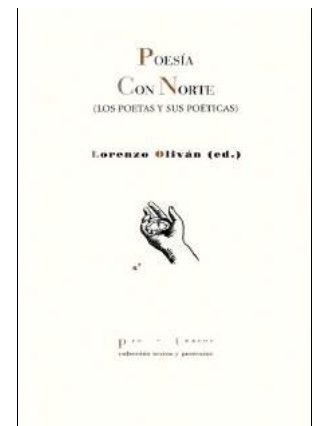 POESÍA
CON NORTE
(LOS POETAS Y SUS POÉTICAS)
Lorenzo Oliván (ed.)